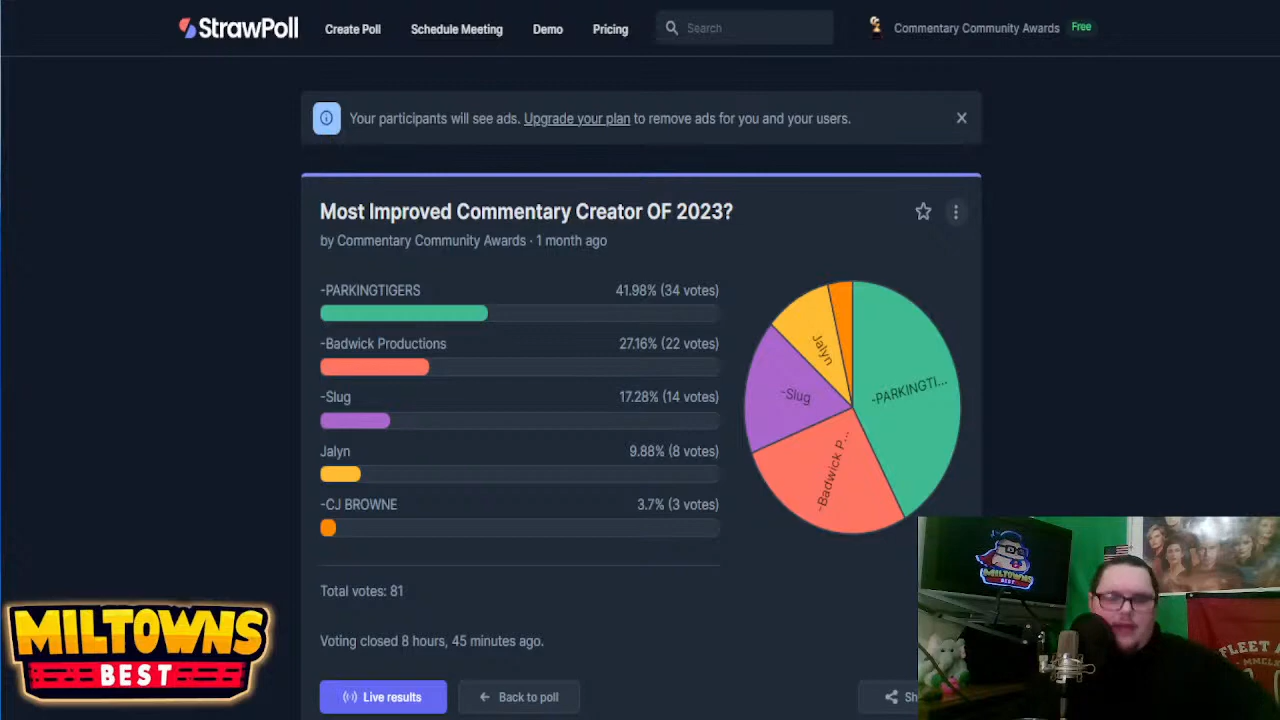 StrawPoll Create Poll Schedule Meeting Demo Pricing Search Commentary Community Awards Free
Your participants will see ads. Upgrade your plan to remove ads for you and your users.
Most Improved Commentary Creator OF 2023?
by Commentary Community Awards · 1 month ago
-PARKINGTIGERS 41.98% (34 votes)
-Badwick Productions 27.16% (22 votes)
-Slug 17.28% (14 votes)
Jalyn 9.88% (8 votes)
-CJ BROWNE 3.7% (3 votes)
Jalyn
-PARKINGTI...
-Slug
-Badwick P...
Total votes: 81
Voting closed 8 hours, 45 minutes ago.
Live results
Back to poll
Sh
MILTOWNS
BEST
MILTOWNS
BEST
FLEET